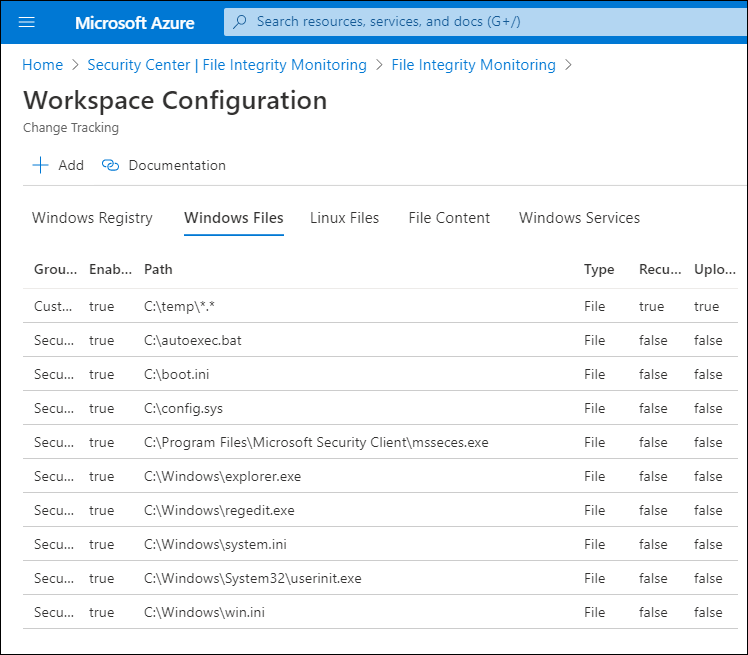 Microsoft Azure Search resources, services, and docs (G+/)
Home > Security Center | File Integrity Monitoring > File Integrity Monitoring >
Workspace Configuration
Change Tracking
Add Documentation
Windows Registry Windows Files Linux Files File Content Windows Services
Grou... Enab... Path Type Recu... Uplo...
Cust... true C:\temp\*.* File true true
Secu... true C:\autoexec.bat File false false
Secu... true C:\boot.ini File false false
Secu... true C:\config.sys File false false
Secu... true C:\Program Files\Microsoft Security Client\msseces.exe File false false
Secu... true C:\Windows\explorer.exe File false false
Secu... true C:\Windows\regedit.exe File false false
Secu... true C:\Windows\system.ini File false false
Secu... true C:\Windows\System32\userinit.exe File false false
Secu... true C:\Windows\win.ini File false false